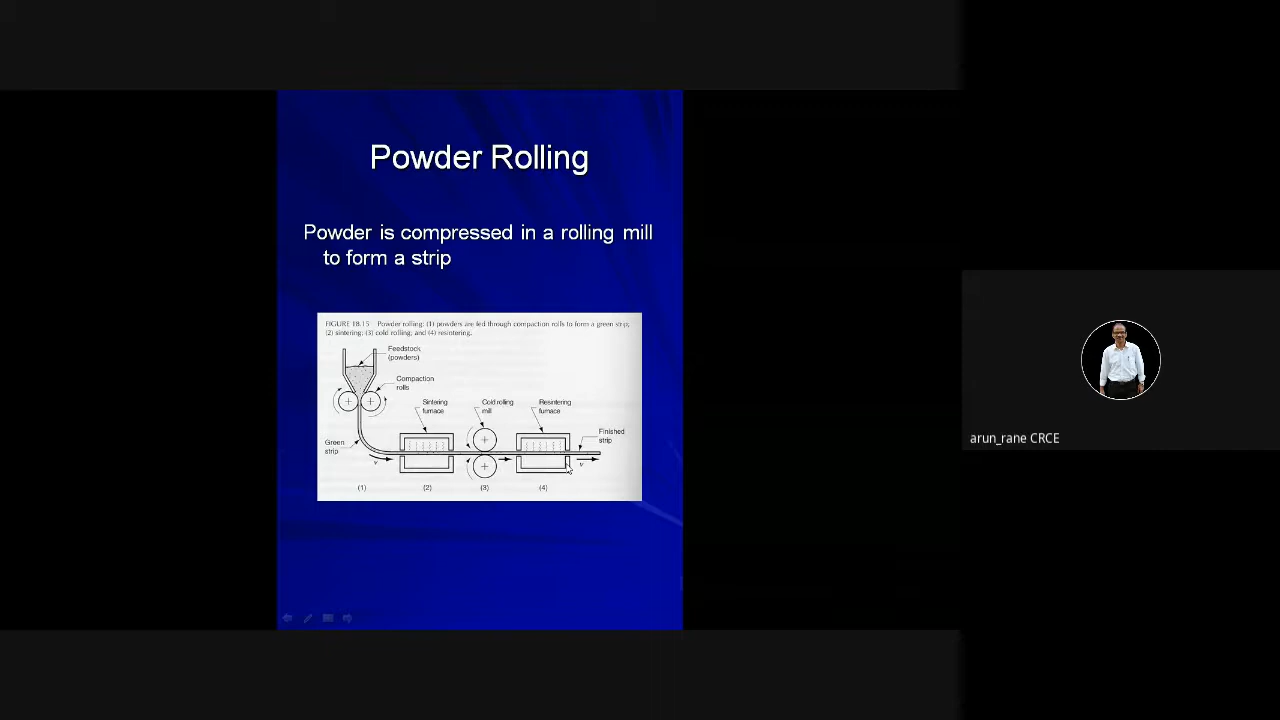 Powder Rolling
Powder is compressed in a rolling mill
to form a strip
FIGURE 18.15 Powder rolling: (1) powders are fed through compaction rolls to form a green strip;
(2) sintering; (3) cold rolling; and (4) resintering.
Feedstock
(powders)
Compaction
rolls
Sintering
furnace
Cold rolling
mill
Resintering
furnace
Green
strip
Finished
strip
v
v
(1)
(2)
(3)
(4)
arun_rane CRCE